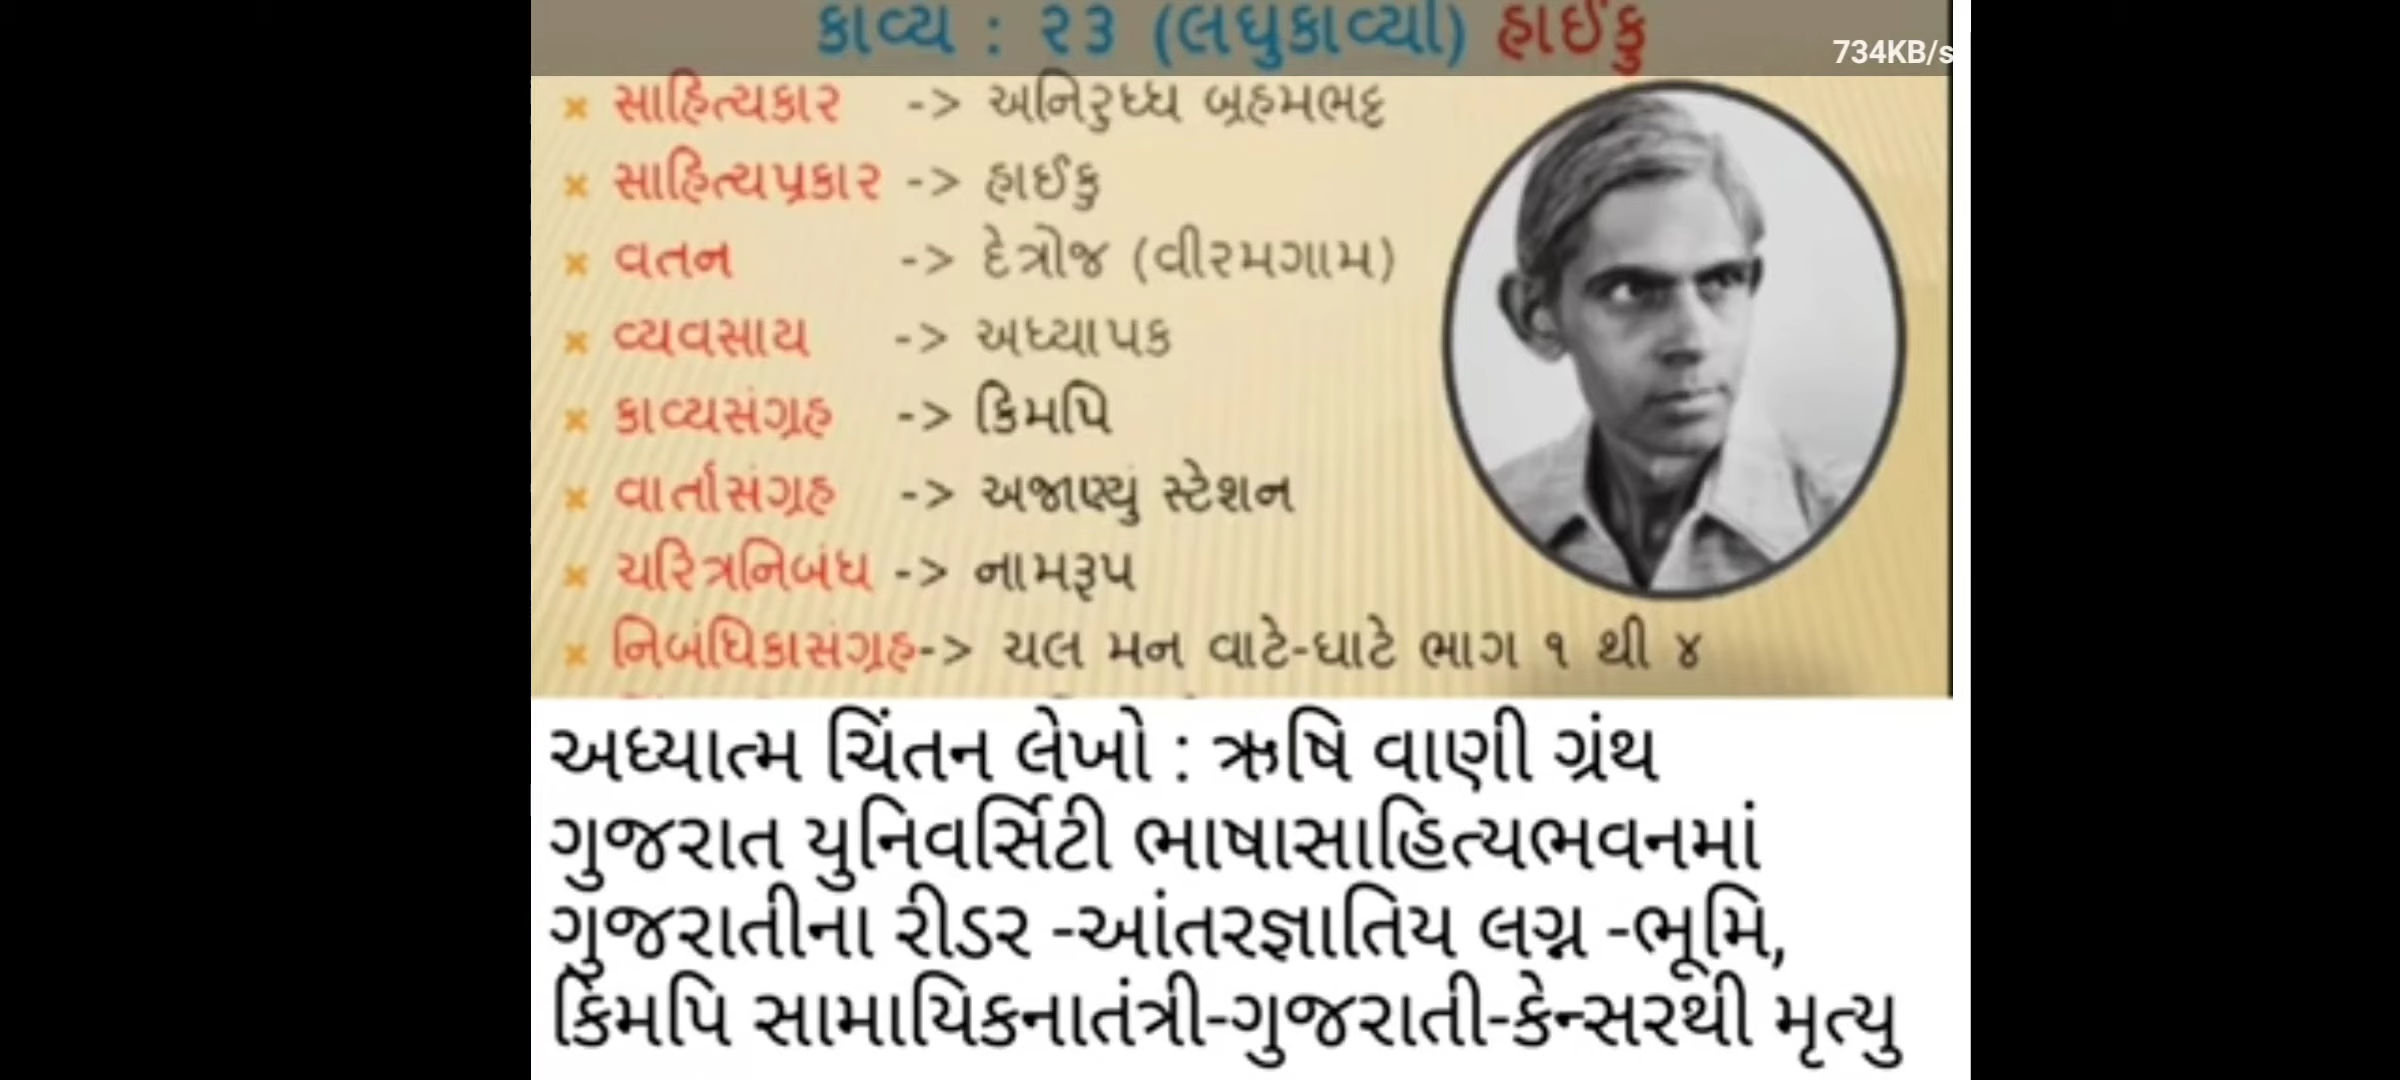 કાવ્ય : ૨૩ (લઘુકાવ્યો) હાઈકુ
734KB/s
× સાહિત્યકાર -> અનિરુધ્ધ બ્રહમભટ્ટ
× સાહિત્યપ્રકાર -> હાઈકુ
× વતન -> દેત્રોજ (વીરમગામ)
× વ્યવસાય -> અધ્યાપક
× કાવ્યસંગ્રહ -> કિમપિ
× વાર્તાસંગ્રહ -> અજાણ્યું સ્ટેશન
× ચરિત્રનિબંધ -> નામરૂપ
× નિબંધિકાસંગ્રહ-> ચલ મન વાટે-ઘાટે ભાગ ૧ થી ૪
અધ્યાત્મ ચિંતન લેખો : ઋષિ વાણી ગ્રંથ
ગુજરાત યુનિવર્સિટી ભાષાસાહિત્યભવનમાં
ગુજરાતીના રીડર -આંતરજ્ઞાતિય લગ્ન -ભૂમિ,
કિમપિ સામાયિકનાતંત્રી-ગુજરાતી-કેન્સરથી મૃત્યુ